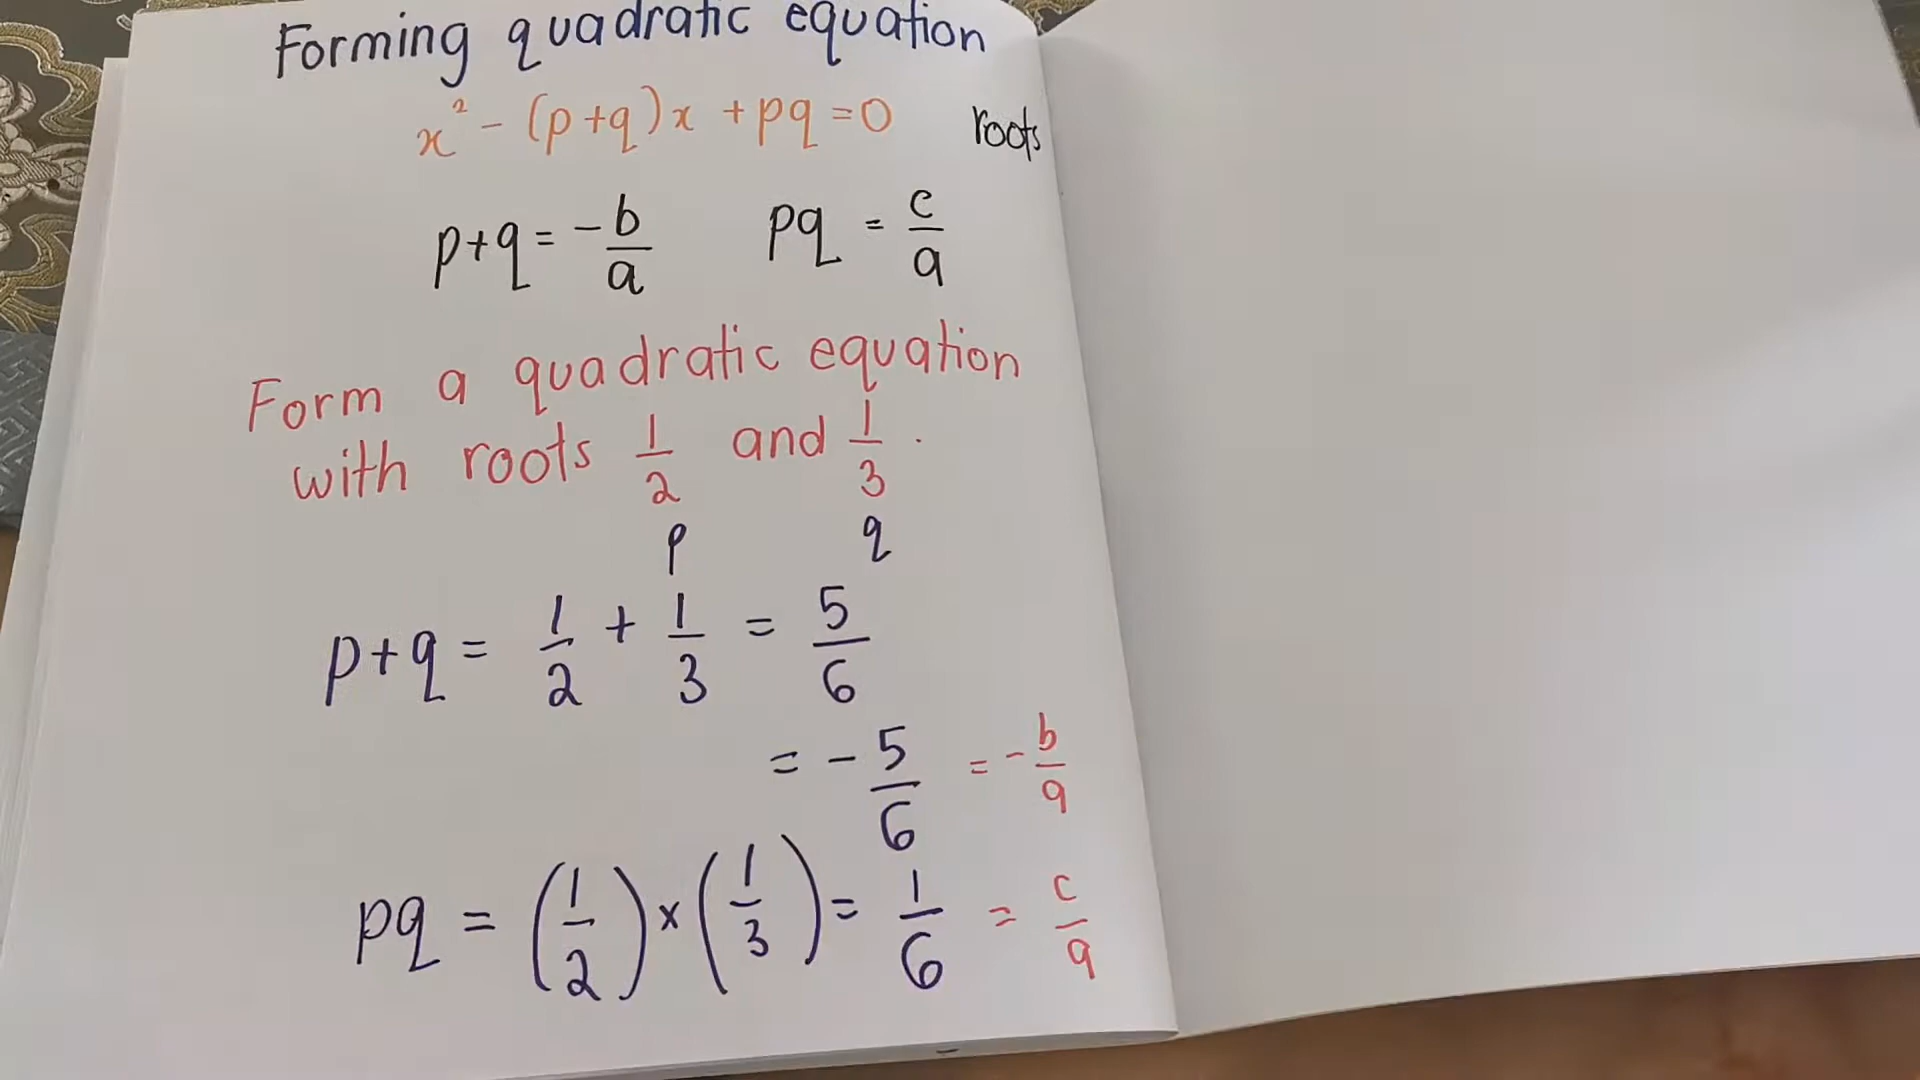 Forming quadratic equation
x² - (p+q)x + pq = 0 roots
p+q = -b/a pq = c/a
Form a quadratic equation
with roots 1/2 and 1/3.
p q
p+q = 1/2 + 1/3 = 5/6
= -5/6 = -b/a
pq = (1/2) × (1/3) = 1/6 = c/a